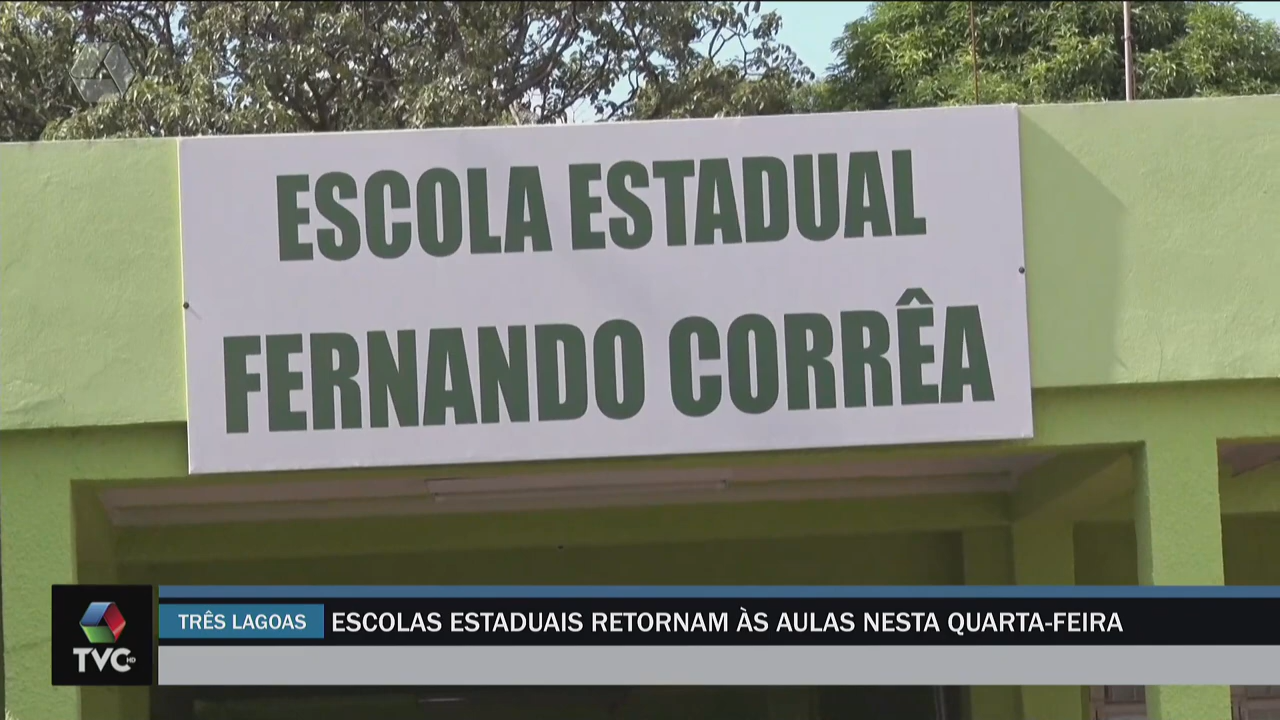 ESCOLA ESTADUAL
FERNANDO CORRÊA
TRÊS LAGOAS
ESCOLAS ESTADUAIS RETORNAM ÀS AULAS NESTA QUARTA-FEIRA
TVC HD